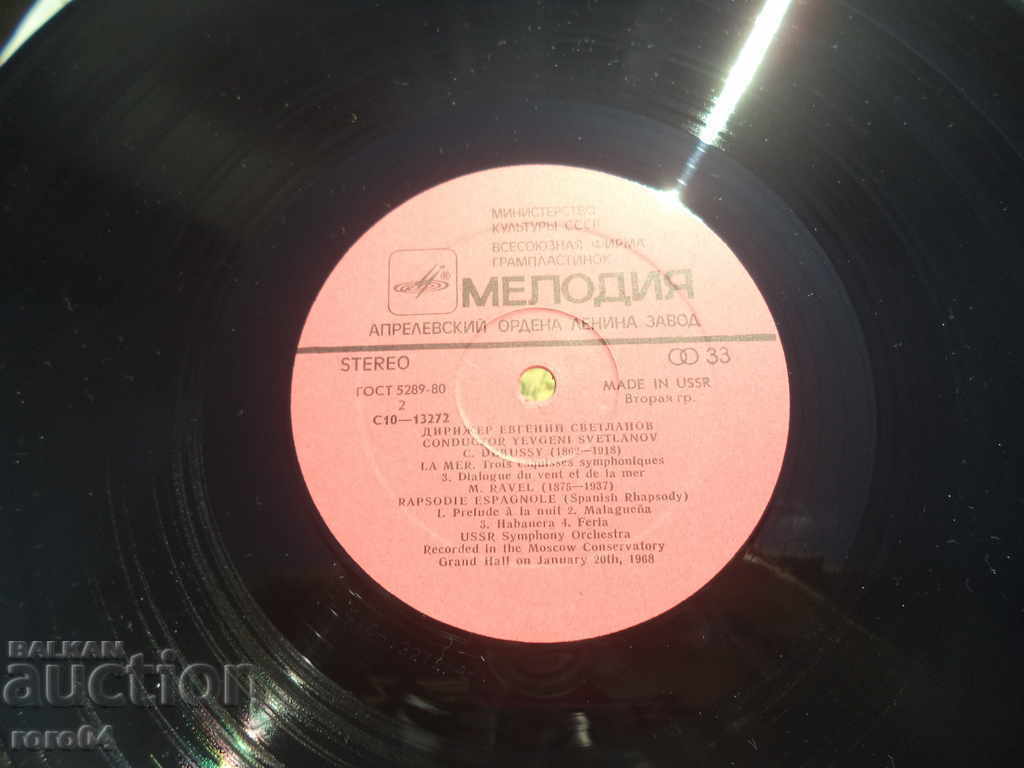 МИНИСТЕРСТВО
КУЛЬТУРЫ СССР
ВСЕСОЮЗНАЯ ФИРМА
ГРАМПЛАСТИНОК
® МЕЛОДИЯ
АПРЕЛЕВСКИЙ ОРДЕНА ЛЕНИНА ЗАВОД
STEREO 33
ГОСТ 5289-80 MADE IN USSR
2 Вторая гр.
С10—13272
ДИРИЖЕР ЕВГЕНИЙ СВЕТЛАНОВ
CONDUCTOR YEVGENI SVETLANOV
C. DEBUSSY (1862—1918)
LA MER. Trois esquisses symphoniques
3. Dialogue du vent et de la mer
M. RAVEL (1875—1937)
RAPSODIE ESPAGNOLE (Spanish Rhapsody)
1. Prelude à la nuit 2. Malagueña
3. Habanera 4. Feria
USSR Symphony Orchestra
Recorded in the Moscow Conservatory
Grand Hall on January 20th, 1968
BALKAN
auction
roro04